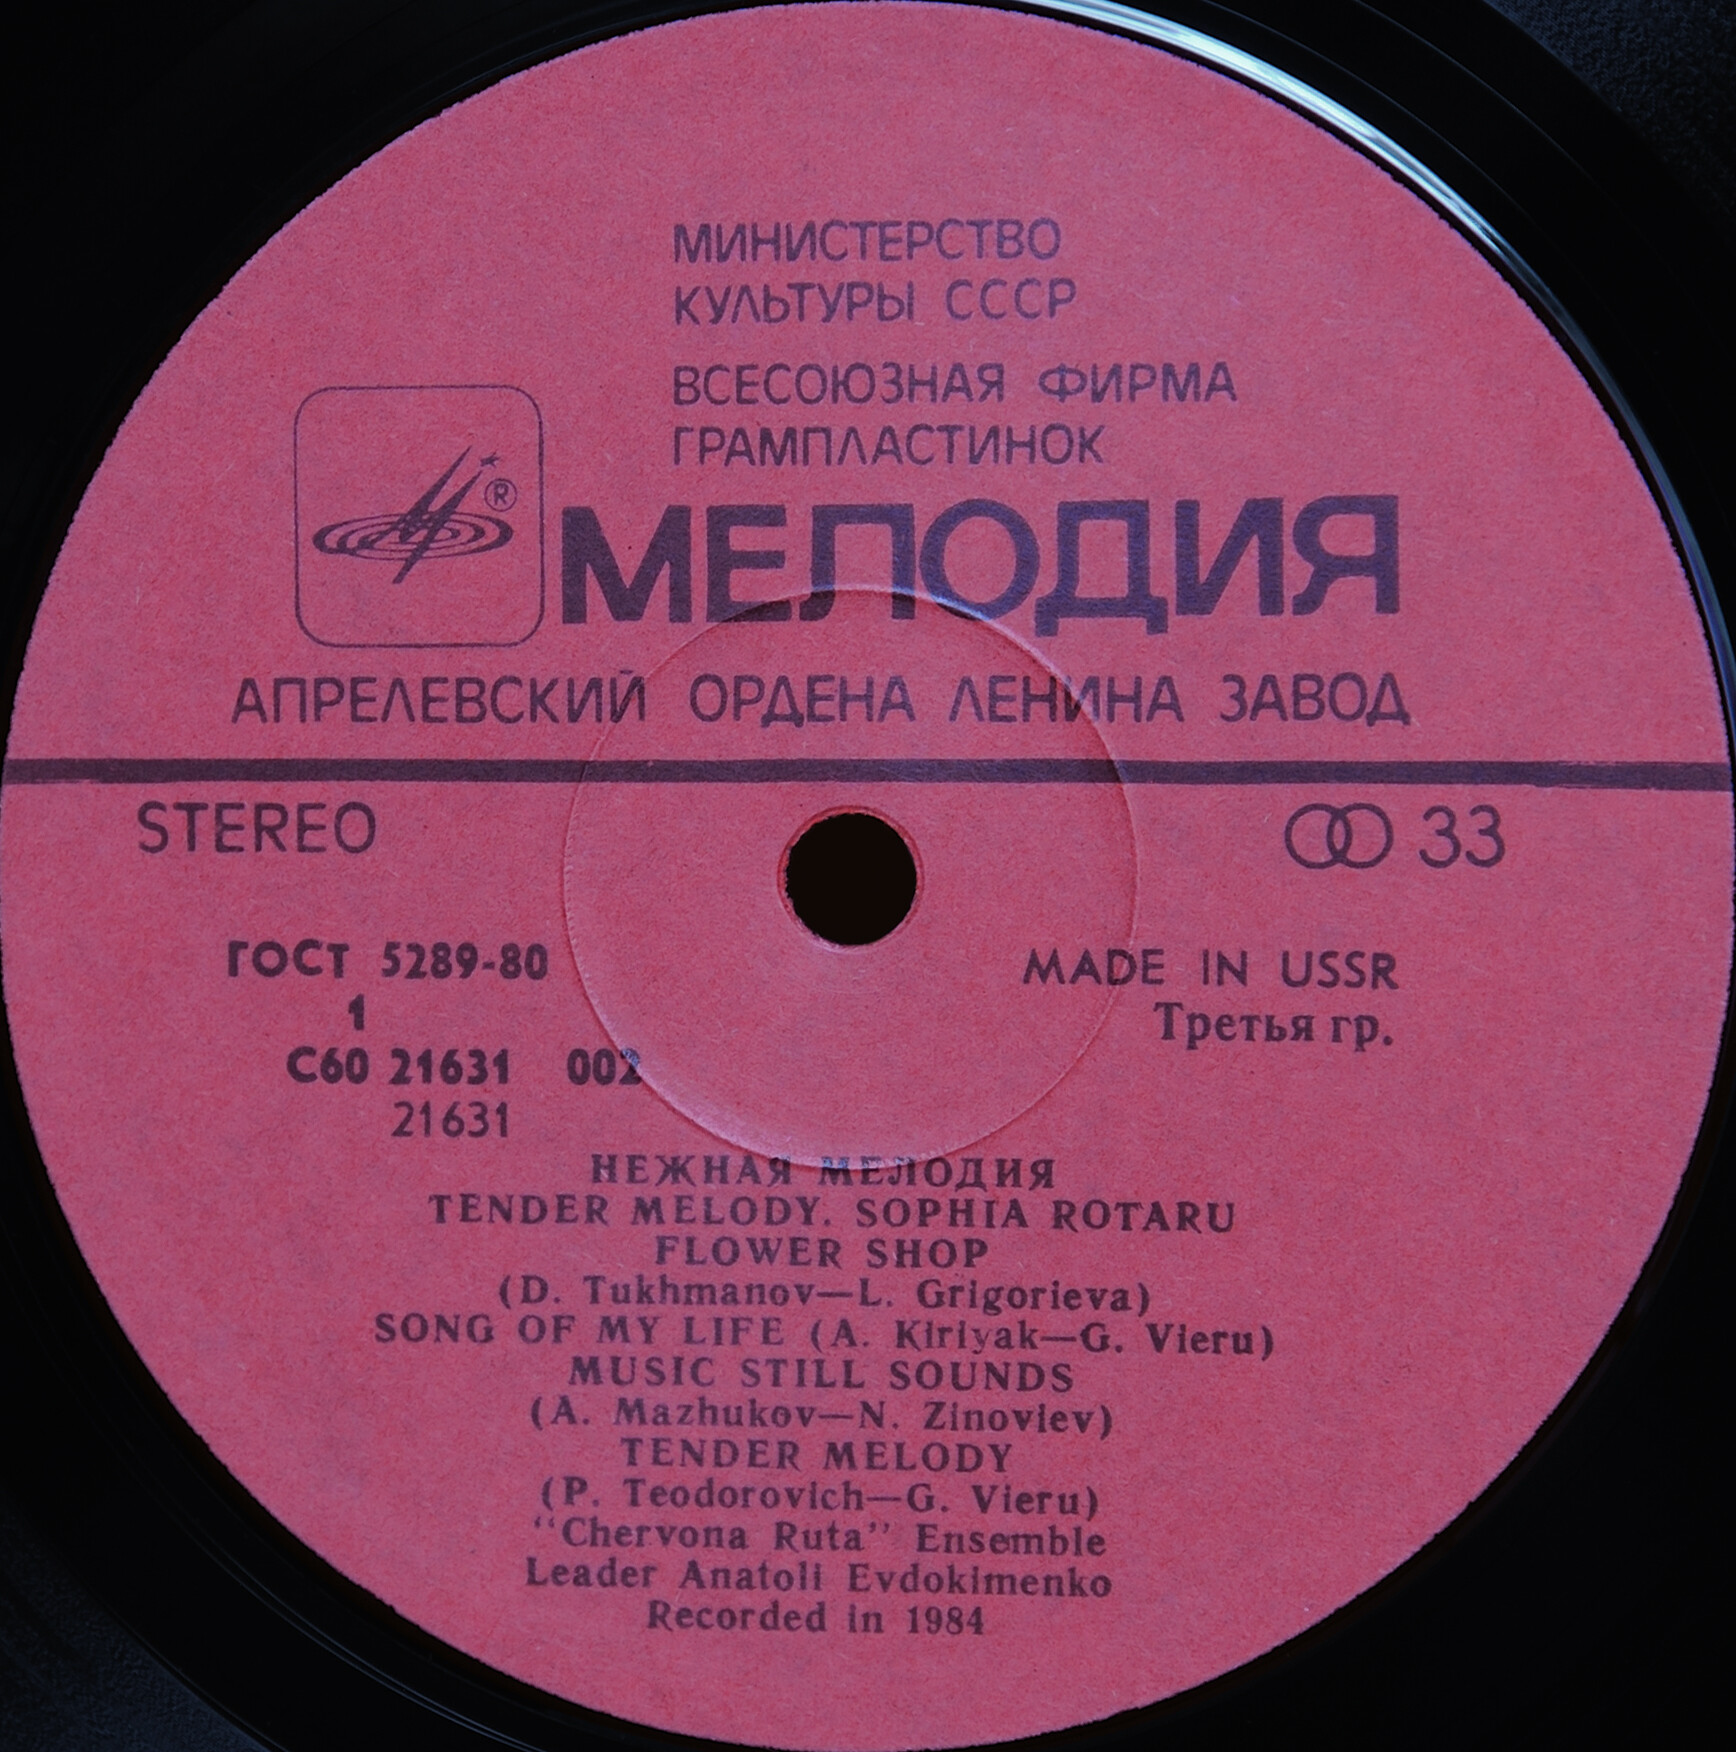 МИНИСТЕРСТВО
КУЛЬТУРЫ СССР
ВСЕСОЮЗНАЯ ФИРМА
ГРАМПЛАСТИНОК
®
МЕЛОДИЯ
АПРЕЛЕВСКИЙ ОРДЕНА ЛЕНИНА ЗАВОД
STEREO
33
ГОСТ 5289-80
MADE IN USSR
1
Третья гр.
С60 21631 002
21631
НЕЖНАЯ МЕЛОДИЯ
TENDER MELODY. SOPHIA ROTARU
FLOWER SHOP
(D. Tukhmanov—L. Grigorieva)
SONG OF MY LIFE (A. Kiriyak—G. Vieru)
MUSIC STILL SOUNDS
(A. Mazhukov—N. Zinoviev)
TENDER MELODY
(P. Teodorovich—G. Vieru)
“Chervona Ruta” Ensemble
Leader Anatoli Evdokimenko
Recorded in 1984